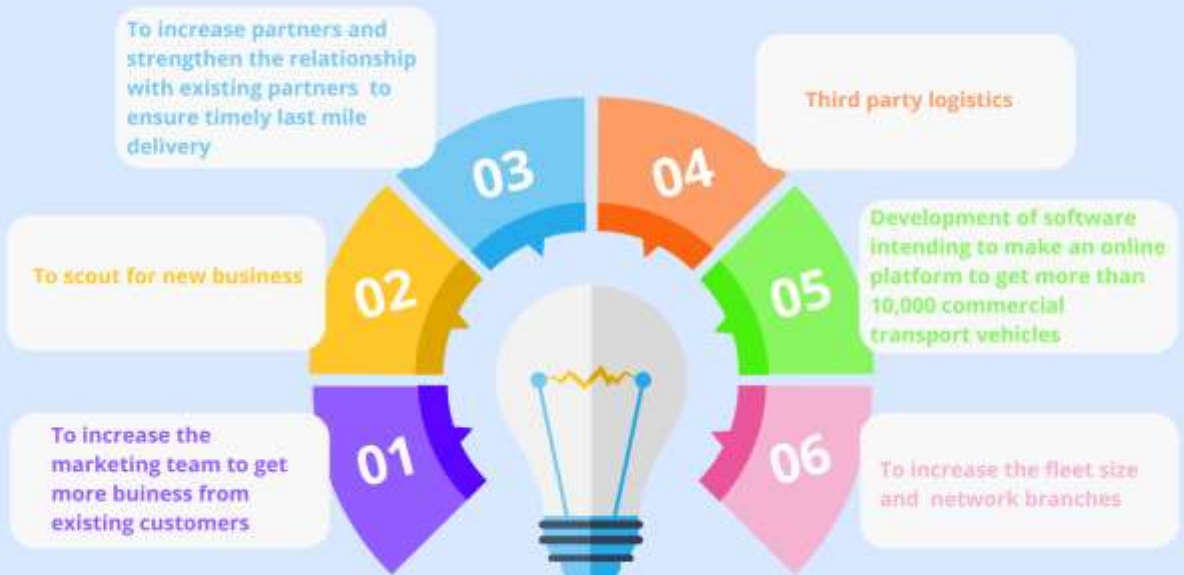 01
To increase the
marketing team to get
more buiness from
existing customers
02
To scout for new business
03
To increase partners and
strengthen the relationship
with existing partners to
ensure timely last mile
delivery
04
Third party logistics
05
Development of software
intending to make an online
platform to get more than
10,000 commercial
transport vehicles
06
To increase the fleet size
and network branches